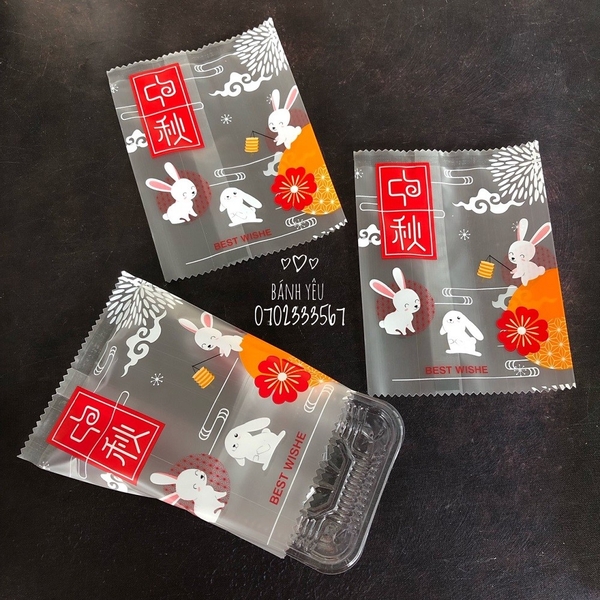 中
秋
BEST WISHE
中
秋
BEST WISHE
BÁNH YÊU
0702333567
中
秋
BEST WISHE